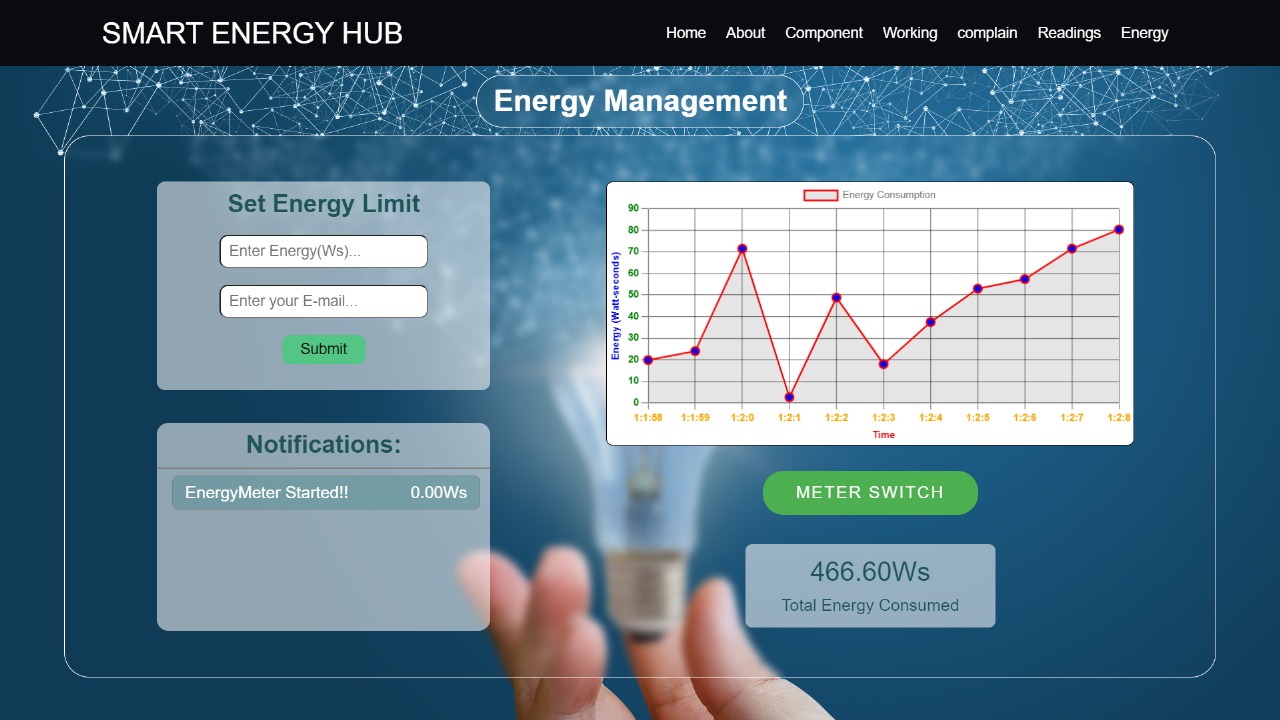 SMART ENERGY HUB
Home About Component Working complain Readings Energy
Energy Management
Set Energy Limit
Enter Energy(Ws)...
Enter your E-mail...
Submit
Notifications:
EnergyMeter Started!! 0.00Ws
Energy Consumption
Energy (Watt-seconds)
90
80
70
60
50
40
30
20
10
0
1:1:58 1:1:59 1:2:0 1:2:1 1:2:2 1:2:3 1:2:4 1:2:5 1:2:6 1:2:7 1:2:8
Time
METER SWITCH
466.60Ws
Total Energy Consumed